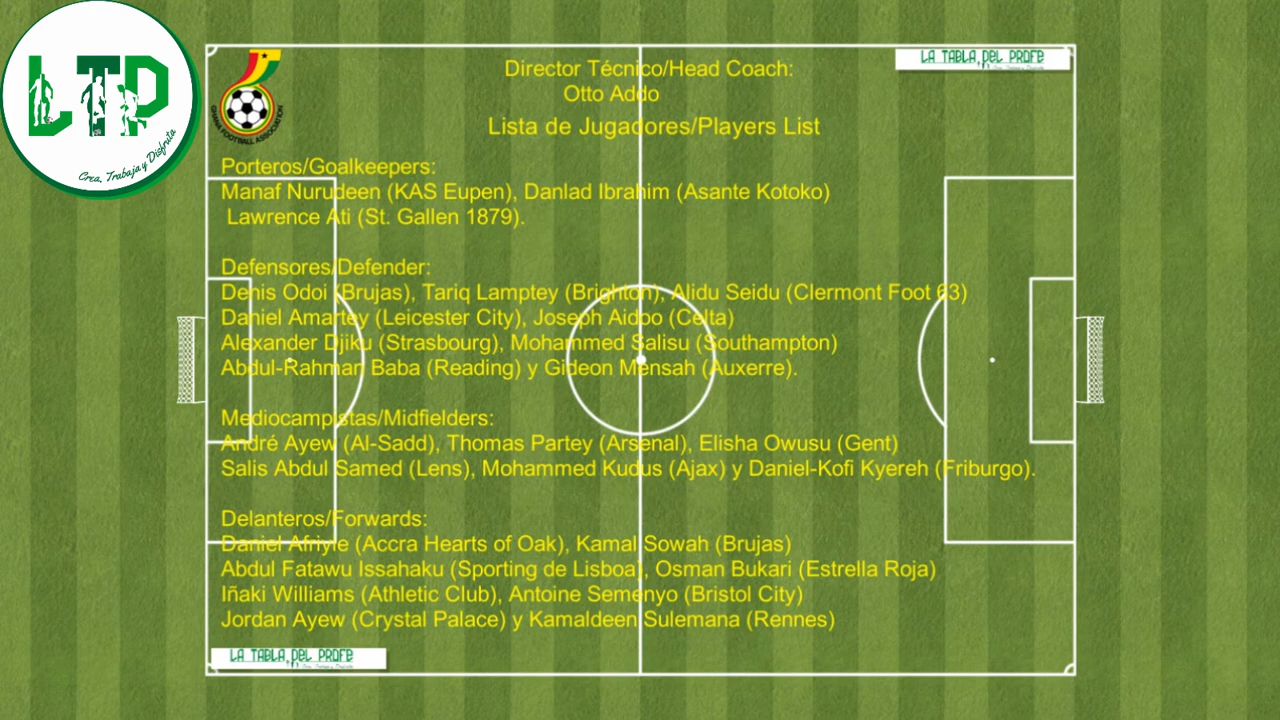 LTP
Crea, Trabaja y Disfruta
GHANA FOOTBALL ASSOCIATION
LA TABLA DEL PROFE
Director Técnico/Head Coach:
Otto Addo
Lista de Jugadores/Players List
Porteros/Goalkeepers:
Manaf Nurudeen (KAS Eupen), Danlad Ibrahim (Asante Kotoko)
Lawrence Ati (St. Gallen 1879).
Defensores/Defender:
Denis Odoi (Brujas), Tariq Lamptey (Brighton), Alidu Seidu (Clermont Foot 63)
Daniel Amartey (Leicester City), Joseph Aidoo (Celta)
Alexander Djiku (Strasbourg), Mohammed Salisu (Southampton)
Abdul-Rahman Baba (Reading) y Gideon Mensah (Auxerre).
Mediocampistas/Midfielders:
André Ayew (Al-Sadd), Thomas Partey (Arsenal), Elisha Owusu (Gent)
Salis Abdul Samed (Lens), Mohammed Kudus (Ajax) y Daniel-Kofi Kyereh (Friburgo).
Delanteros/Forwards:
Daniel Afriyie (Accra Hearts of Oak), Kamal Sowah (Brujas)
Abdul Fatawu Issahaku (Sporting de Lisboa), Osman Bukari (Estrella Roja)
Iñaki Williams (Athletic Club), Antoine Semenyo (Bristol City)
Jordan Ayew (Crystal Palace) y Kamaldeen Sulemana (Rennes)
LA TABLA DEL PROFE